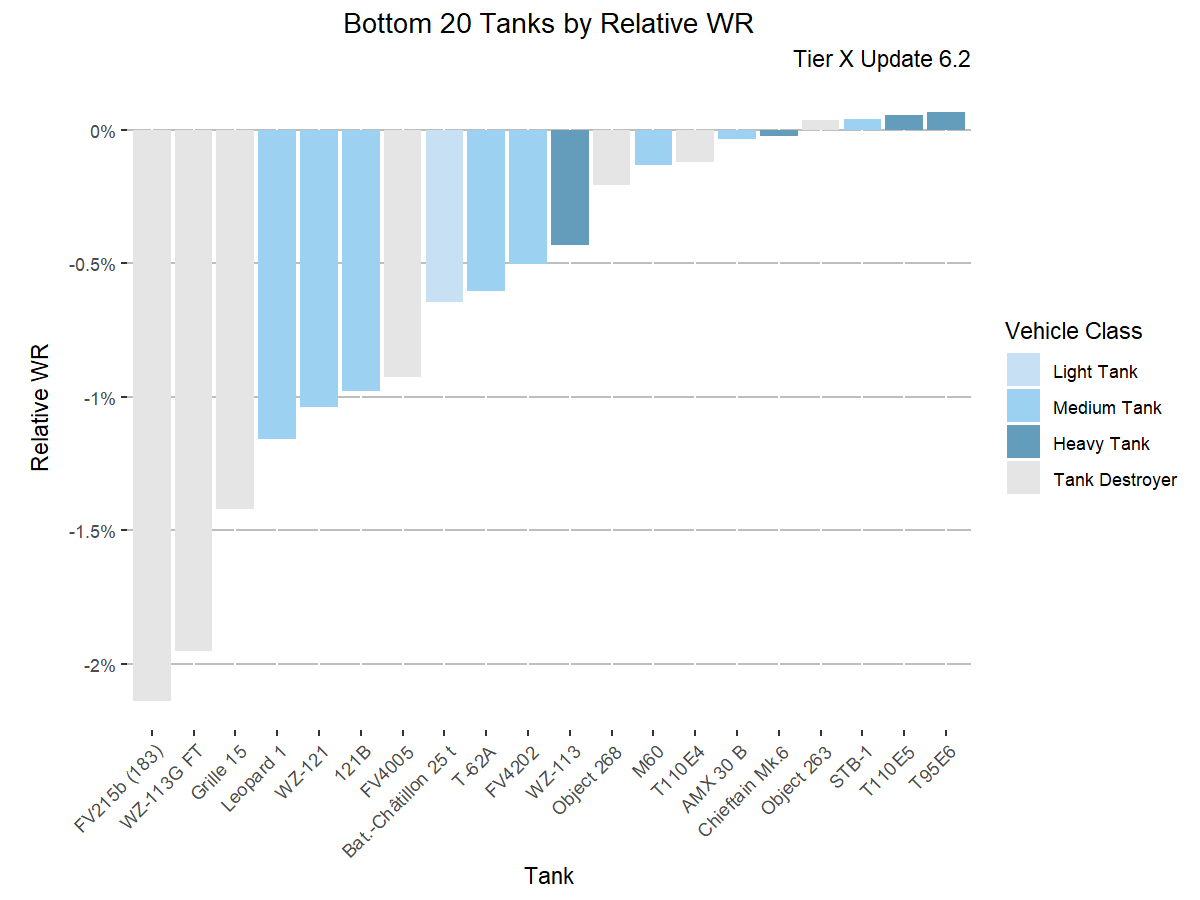 Bottom 20 Tanks by Relative WR
Tier X Update 6.2
0%
-0.5%
-1%
-1.5%
-2%
Relative WR
FV215b (183)
WZ-113G FT
Grille 15
Leopard 1
WZ-121
121B
FV4005
Bat.-Châtillon 25 t
T-62A
FV4202
WZ-113
Object 268
M60
T110E4
AMX 30 B
Chieftain Mk.6
Object 263
STB-1
T110E5
T95E6
Tank
Vehicle Class
Light Tank
Medium Tank
Heavy Tank
Tank Destroyer